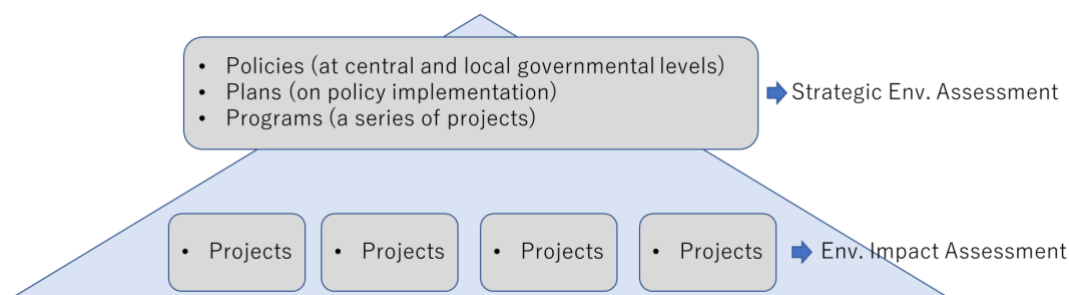 • Policies (at central and local governmental levels)
• Plans (on policy implementation)
• Programs (a series of projects)
Strategic Env. Assessment
• Projects
• Projects
• Projects
• Projects
Env. Impact Assessment